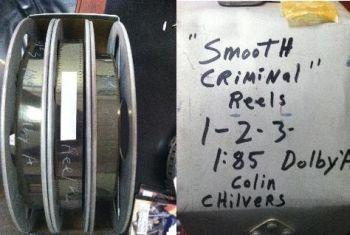 "Smooth
CRiminal"
Reels
1-2-3-
1:85 Dolby A
Colin
CHilvers